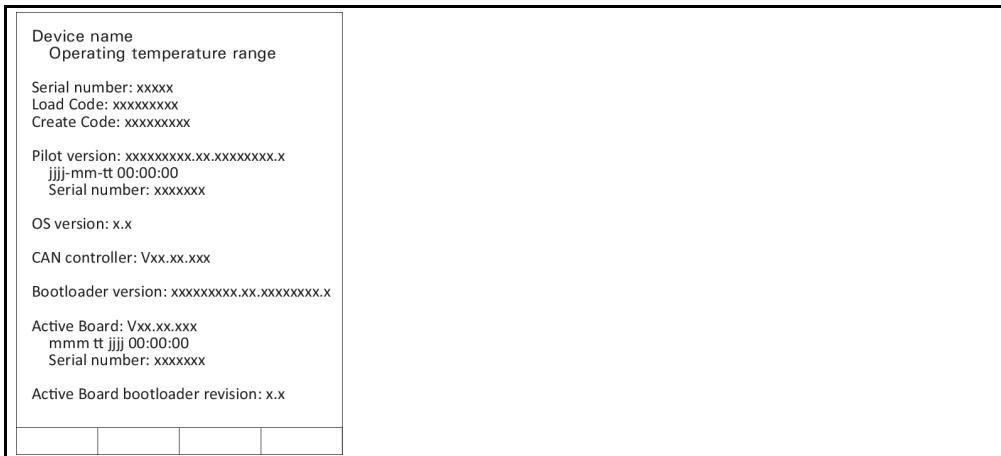 Device name
Operating temperature range
Serial number: xxxxx
Load Code: xxxxxxxxx
Create Code: xxxxxxxxx
Pilot version: xxxxxxxxx.xx.xxxxxxxx.x
jjjj-mm-tt 00:00:00
Serial number: xxxxxxx
OS version: x.x
CAN controller: Vxx.xx.xxx
Bootloader version: xxxxxxxxx.xx.xxxxxxxx.x
Active Board: Vxx.xx.xxx
mmm tt jjjj 00:00:00
Serial number: xxxxxxx
Active Board bootloader revision: x.x